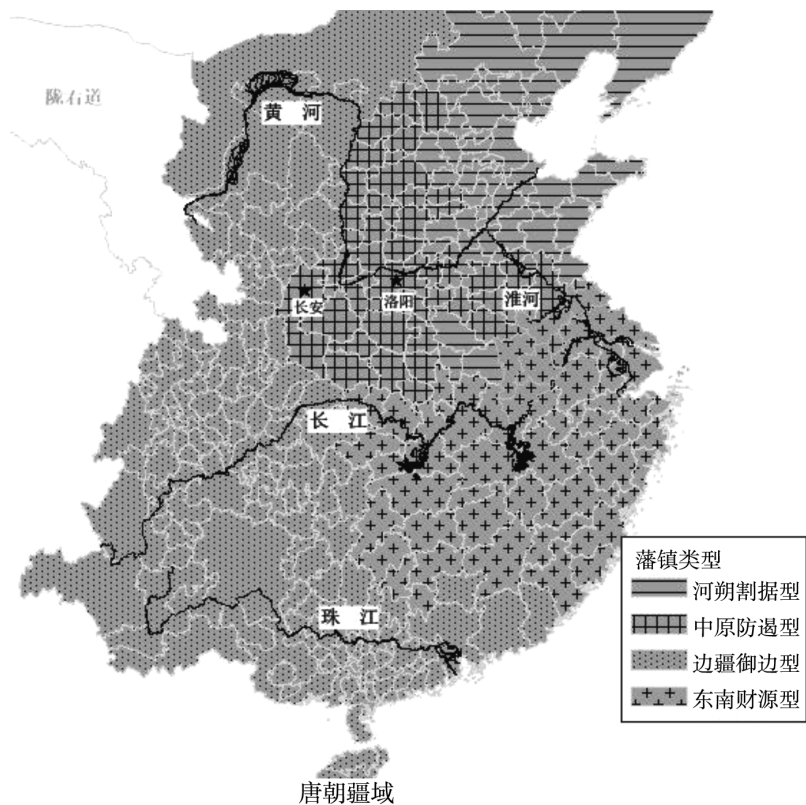 陇右道
黄 河
长安
洛阳
淮河
长 江
珠 江
藩镇类型
河朔割据型
中原防遏型
边疆御边型
东南财源型
唐朝疆域